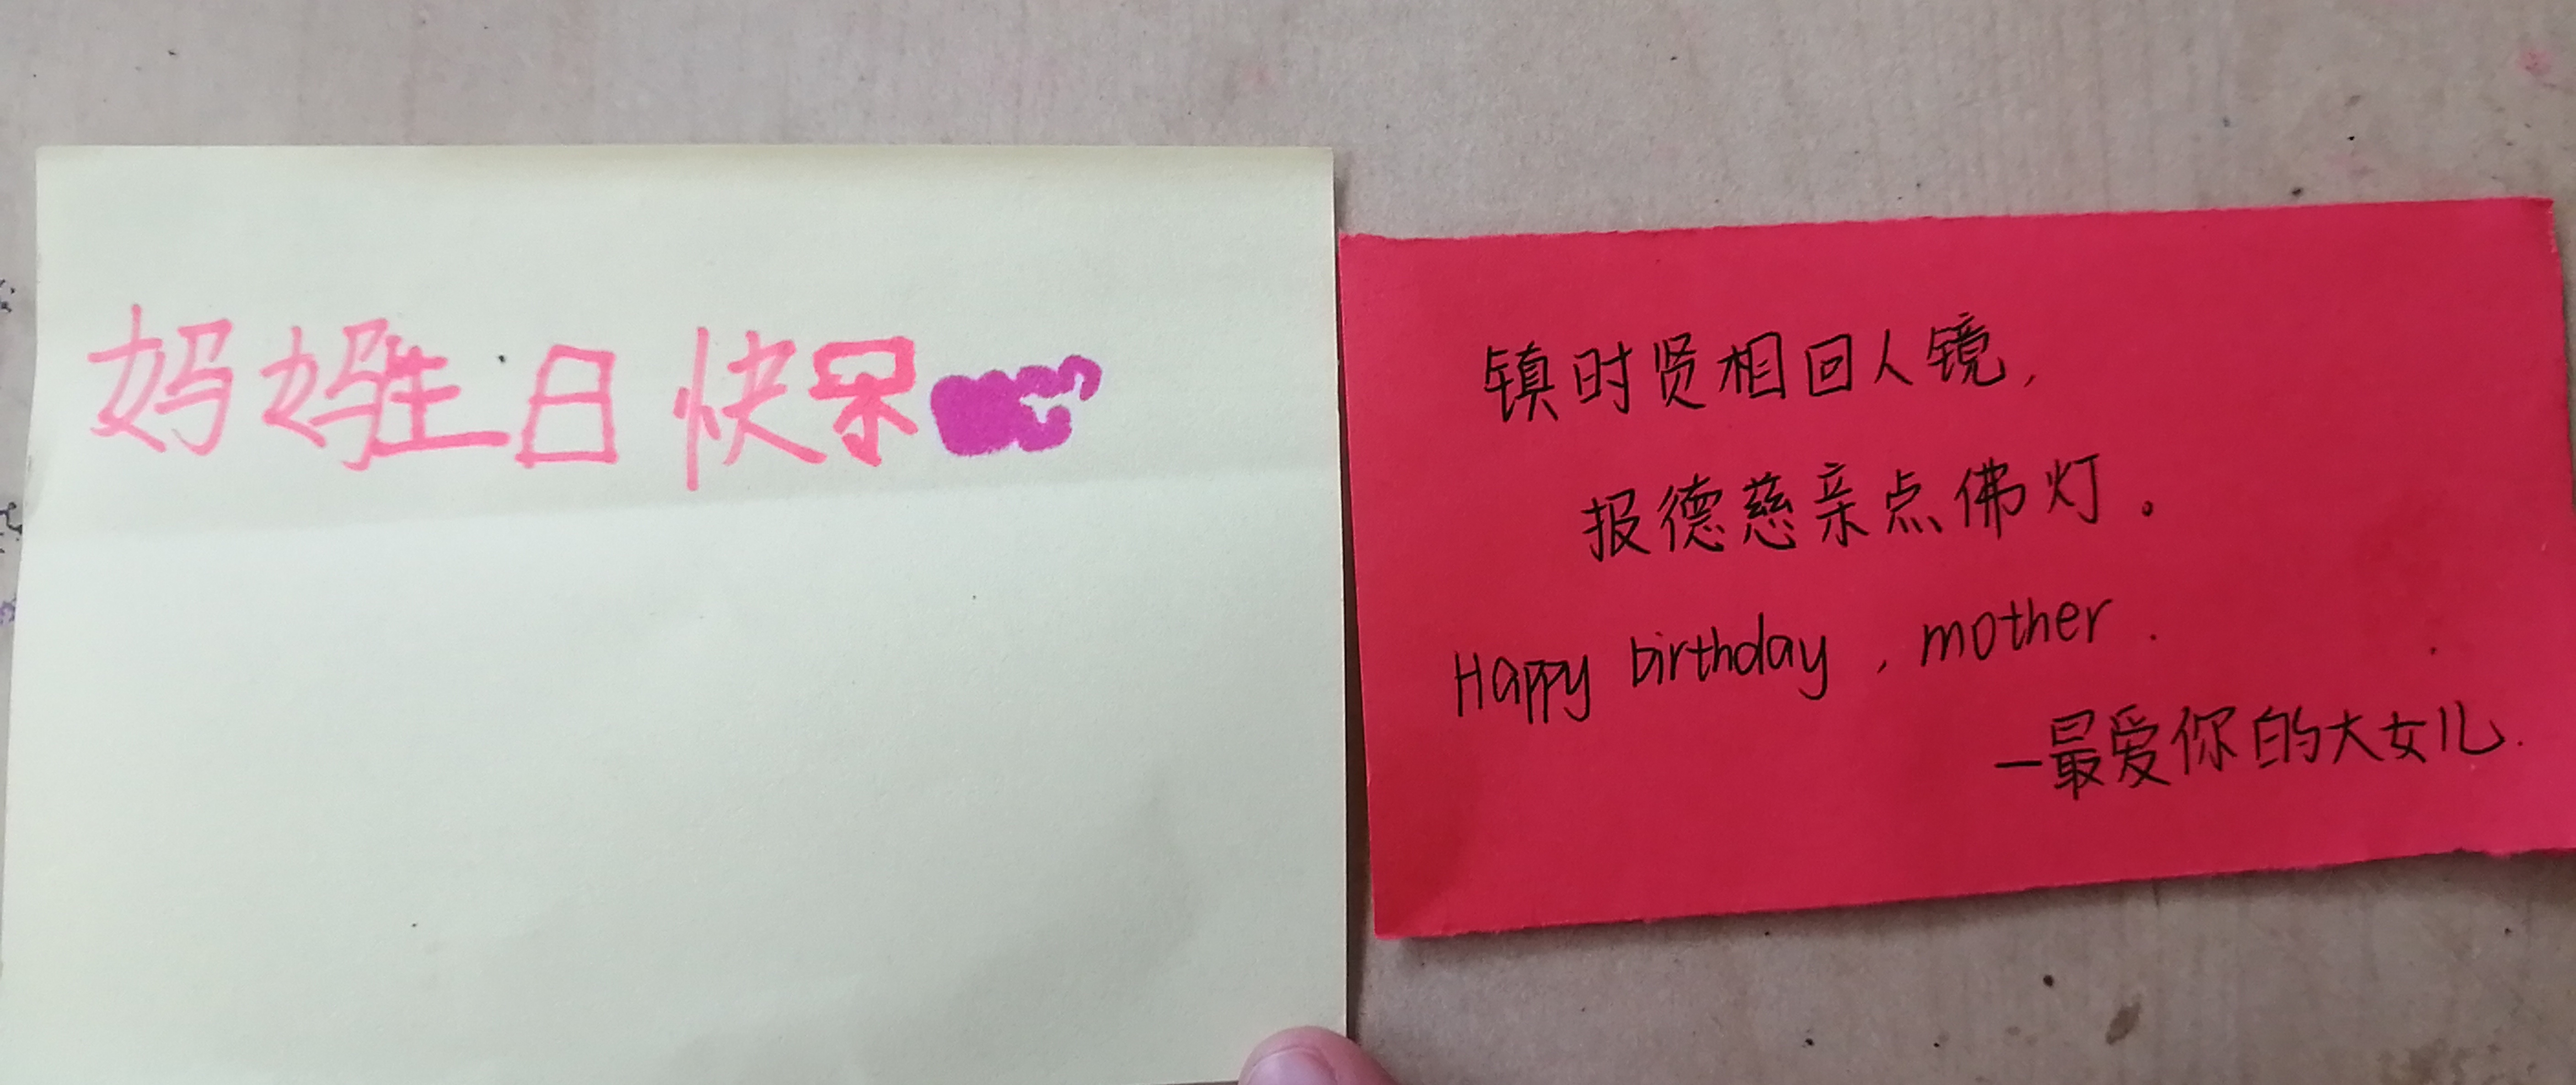 妈妈生日快乐
镇时贤相回人镜，
报德慈亲点佛灯。
Happy birthday , mother .
—最爱你的大女儿.